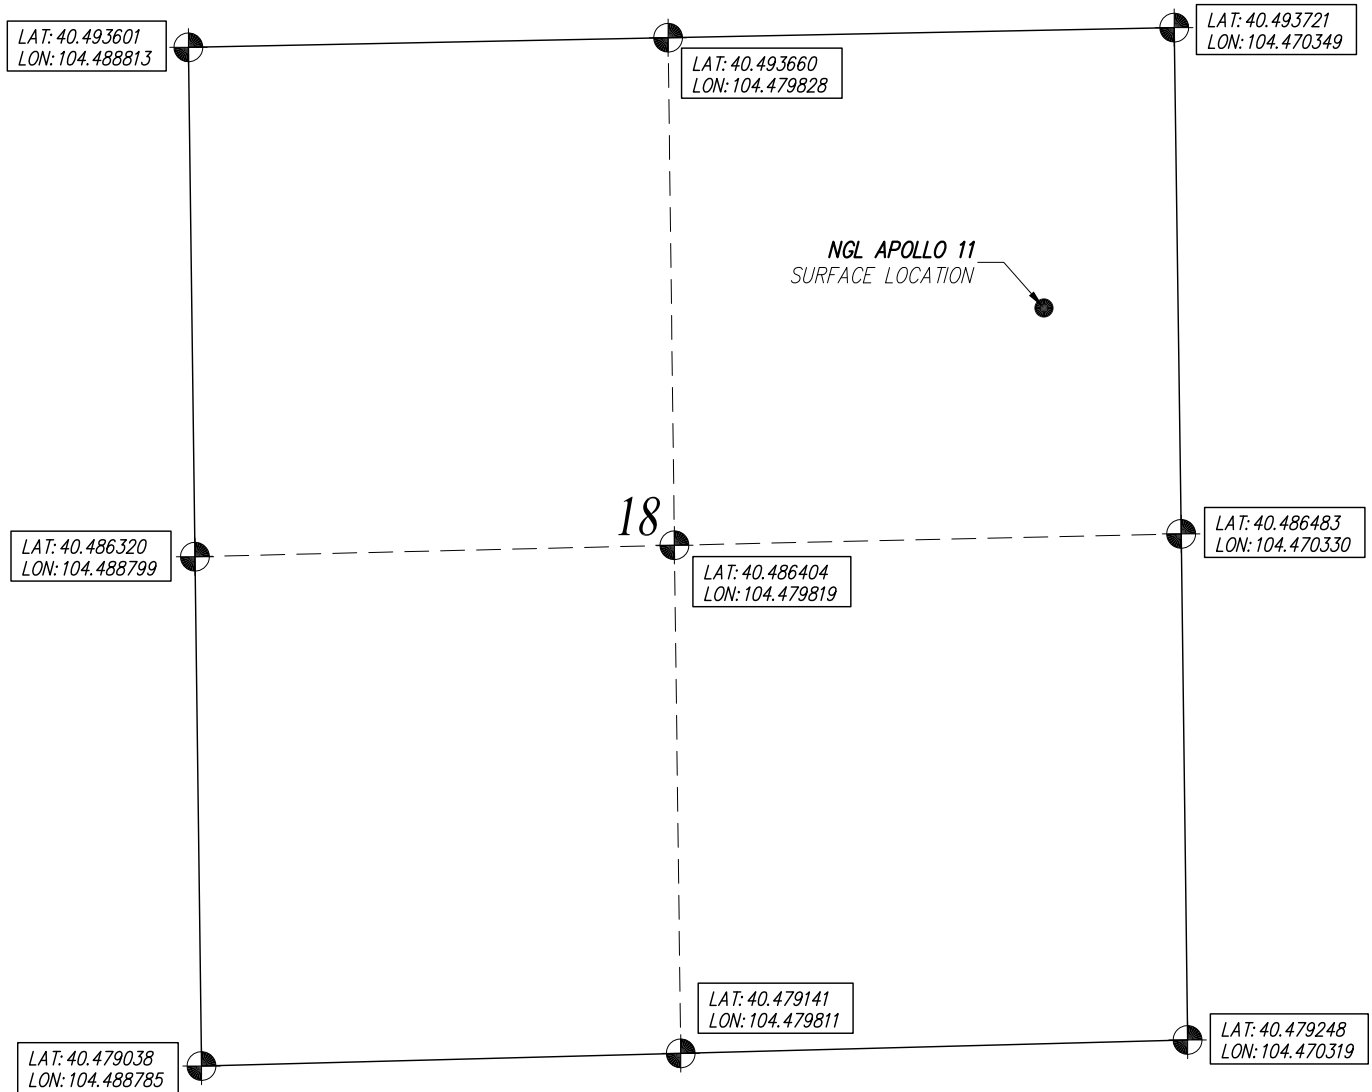 LAT: 40.493601
LON: 104.488813
LAT: 40.493660
LON: 104.479828
LAT: 40.493721
LON: 104.470349
NGL APOLLO 11
SURFACE LOCATION
18
LAT: 40.486320
LON: 104.488799
LAT: 40.486404
LON: 104.479819
LAT: 40.486483
LON: 104.470330
LAT: 40.479038
LON: 104.488785
LAT: 40.479141
LON: 104.479811
LAT: 40.479248
LON: 104.470319